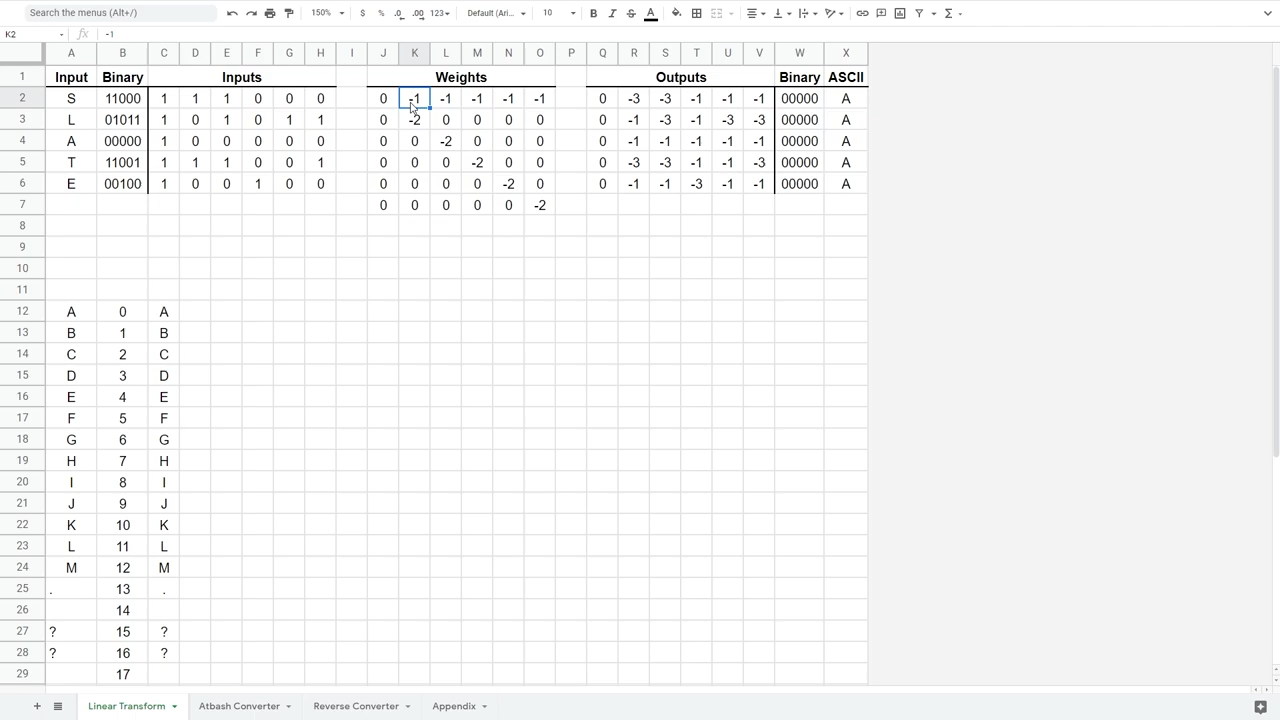 Search the menus (Alt+/) 150% $ % .0 .00 123 Default (Ari... 10 B I S A Σ
K2 fx -1
A B C D E F G H I J K L M N O P Q R S T U V W X
1 Input Binary Inputs Weights Outputs Binary ASCII
2 S 11000 1 1 1 0 0 0 0 -1 -1 -1 -1 -1 0 -3 -3 -1 -1 -1 00000 A
3 L 01011 1 0 1 0 1 1 0 -2 0 0 0 0 0 -1 -3 -1 -3 -3 00000 A
4 A 00000 1 0 0 0 0 0 0 0 -2 0 0 0 0 -1 -1 -1 -1 -1 00000 A
5 T 11001 1 1 1 0 0 1 0 0 0 -2 0 0 0 -3 -3 -1 -1 -3 00000 A
6 E 00100 1 0 0 1 0 0 0 0 0 0 -2 0 0 -1 -1 -3 -1 -1 00000 A
7 0 0 0 0 0 -2
8
9
10
11
12 A 0 A
13 B 1 B
14 C 2 C
15 D 3 D
16 E 4 E
17 F 5 F
18 G 6 G
19 H 7 H
20 I 8 I
21 J 9 J
22 K 10 K
23 L 11 L
24 M 12 M
25 . 13 .
26 14
27 ? 15 ?
28 ? 16 ?
29 17
+ Linear Transform Atbash Converter Reverse Converter Appendix